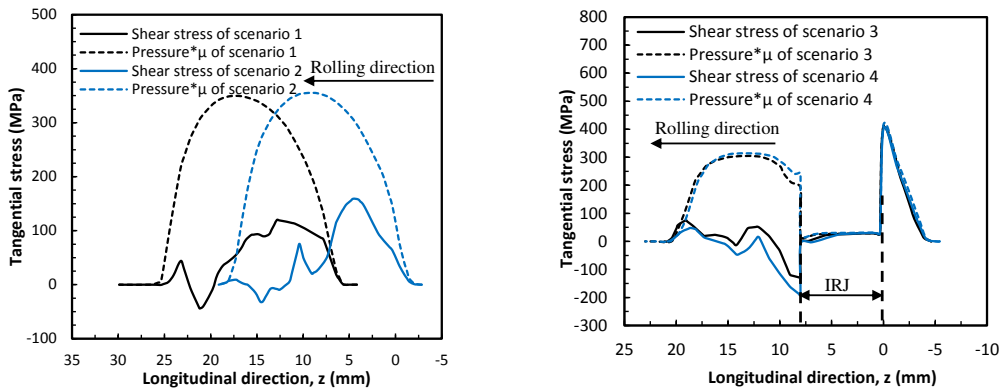 500
400
300
200
100
0
-100
35
30
25
20
15
10
5
0
-5
Tangential stress (MPa)
Longitudinal direction, z (mm)
Shear stress of scenario 1
Pressure*μ of scenario 1
Shear stress of scenario 2
Pressure*μ of scenario 2
Rolling direction
800
700
600
500
400
300
200
100
0
-100
-200
-300
25
20
15
10
5
0
-5
-10
Tangential stress (MPa)
Longitudinal direction, z (mm)
Shear stress of scenario 3
Pressure*μ of scenario 3
Shear stress of scenario 4
Pressure*μ of scenario 4
Rolling direction
IRJ